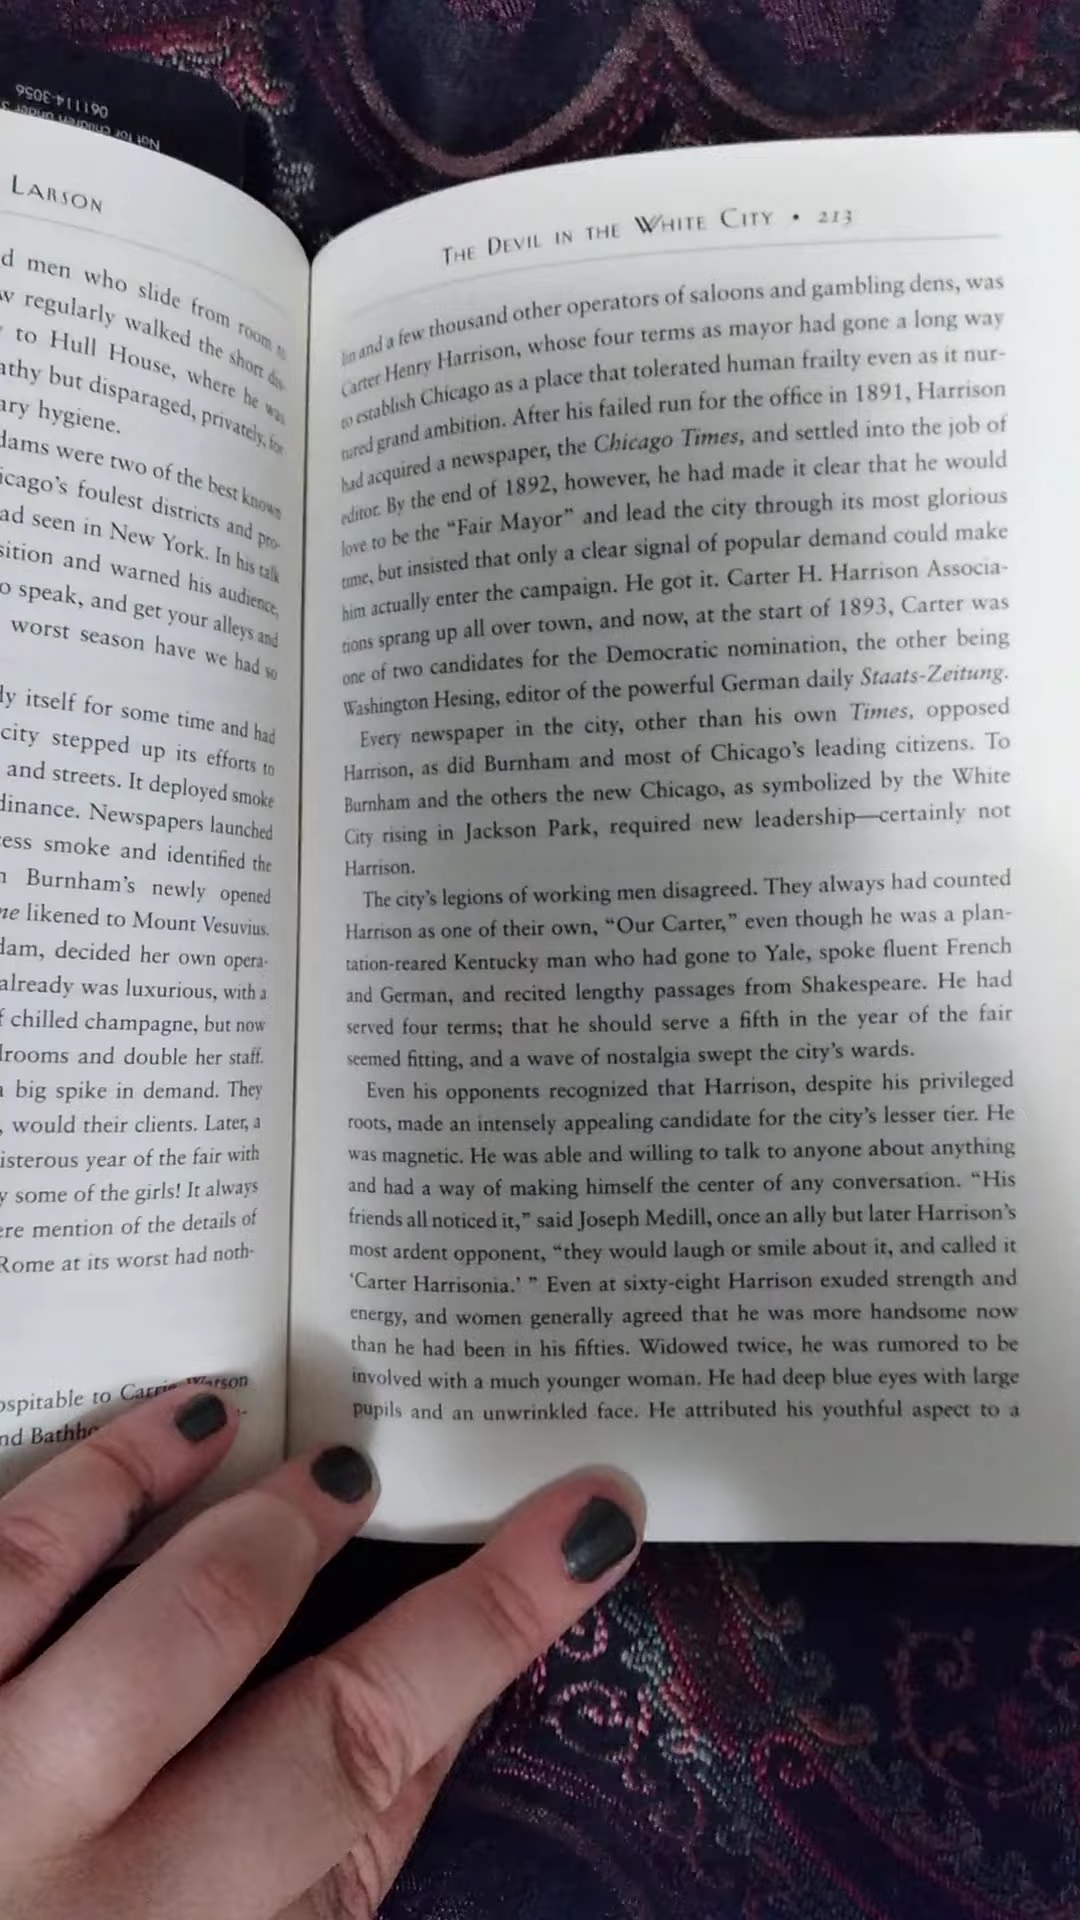 061114-3056
Not for children under 3
LARSON
d men who slide from room to
w regularly walked the short dis-
to Hull House, where he was
athy but disparaged, privately, for
ary hygiene.
dams were two of the best known
icago's foulest districts and pro-
ad seen in New York. In his talk
sition and warned his audience,
o speak, and get your alleys and
worst season have we had so
ly itself for some time and had
city stepped up its efforts to
and streets. It deployed smoke
dinance. Newspapers launched
cess smoke and identified the
n Burnham's newly opened
ne likened to Mount Vesuvius.
dam, decided her own opera-
already was luxurious, with a
f chilled champagne, but now
drooms and double her staff.
a big spike in demand. They
, would their clients. Later, a
isterous year of the fair with
y some of the girls! It always
ere mention of the details of
Rome at its worst had noth-
ospitable to Carrie Watson
nd Bathho
THE DEVIL IN THE WHITE CITY • 213
lin and a few thousand other operators of saloons and gambling dens, was
Carter Henry Harrison, whose four terms as mayor had gone a long way
to establish Chicago as a place that tolerated human frailty even as it nur-
tured grand ambition. After his failed run for the office in 1891, Harrison
had acquired a newspaper, the Chicago Times, and settled into the job of
editor. By the end of 1892, however, he had made it clear that he would
love to be the “Fair Mayor” and lead the city through its most glorious
time, but insisted that only a clear signal of popular demand could make
him actually enter the campaign. He got it. Carter H. Harrison Associa-
tions sprang up all over town, and now, at the start of 1893, Carter was
one of two candidates for the Democratic nomination, the other being
Washington Hesing, editor of the powerful German daily Staats-Zeitung.
Every newspaper in the city, other than his own Times, opposed
Harrison, as did Burnham and most of Chicago's leading citizens. To
Burnham and the others the new Chicago, as symbolized by the White
City rising in Jackson Park, required new leadership—certainly not
Harrison.
The city's legions of working men disagreed. They always had counted
Harrison as one of their own, “Our Carter,” even though he was a plan-
tation-reared Kentucky man who had gone to Yale, spoke fluent French
and German, and recited lengthy passages from Shakespeare. He had
served four terms; that he should serve a fifth in the year of the fair
seemed fitting, and a wave of nostalgia swept the city's wards.
Even his opponents recognized that Harrison, despite his privileged
roots, made an intensely appealing candidate for the city's lesser tier. He
was magnetic. He was able and willing to talk to anyone about anything
and had a way of making himself the center of any conversation. “His
friends all noticed it,” said Joseph Medill, once an ally but later Harrison's
most ardent opponent, “they would laugh or smile about it, and called it
‘Carter Harrisonia.’ ” Even at sixty-eight Harrison exuded strength and
energy, and women generally agreed that he was more handsome now
than he had been in his fifties. Widowed twice, he was rumored to be
involved with a much younger woman. He had deep blue eyes with large
pupils and an unwrinkled face. He attributed his youthful aspect to a